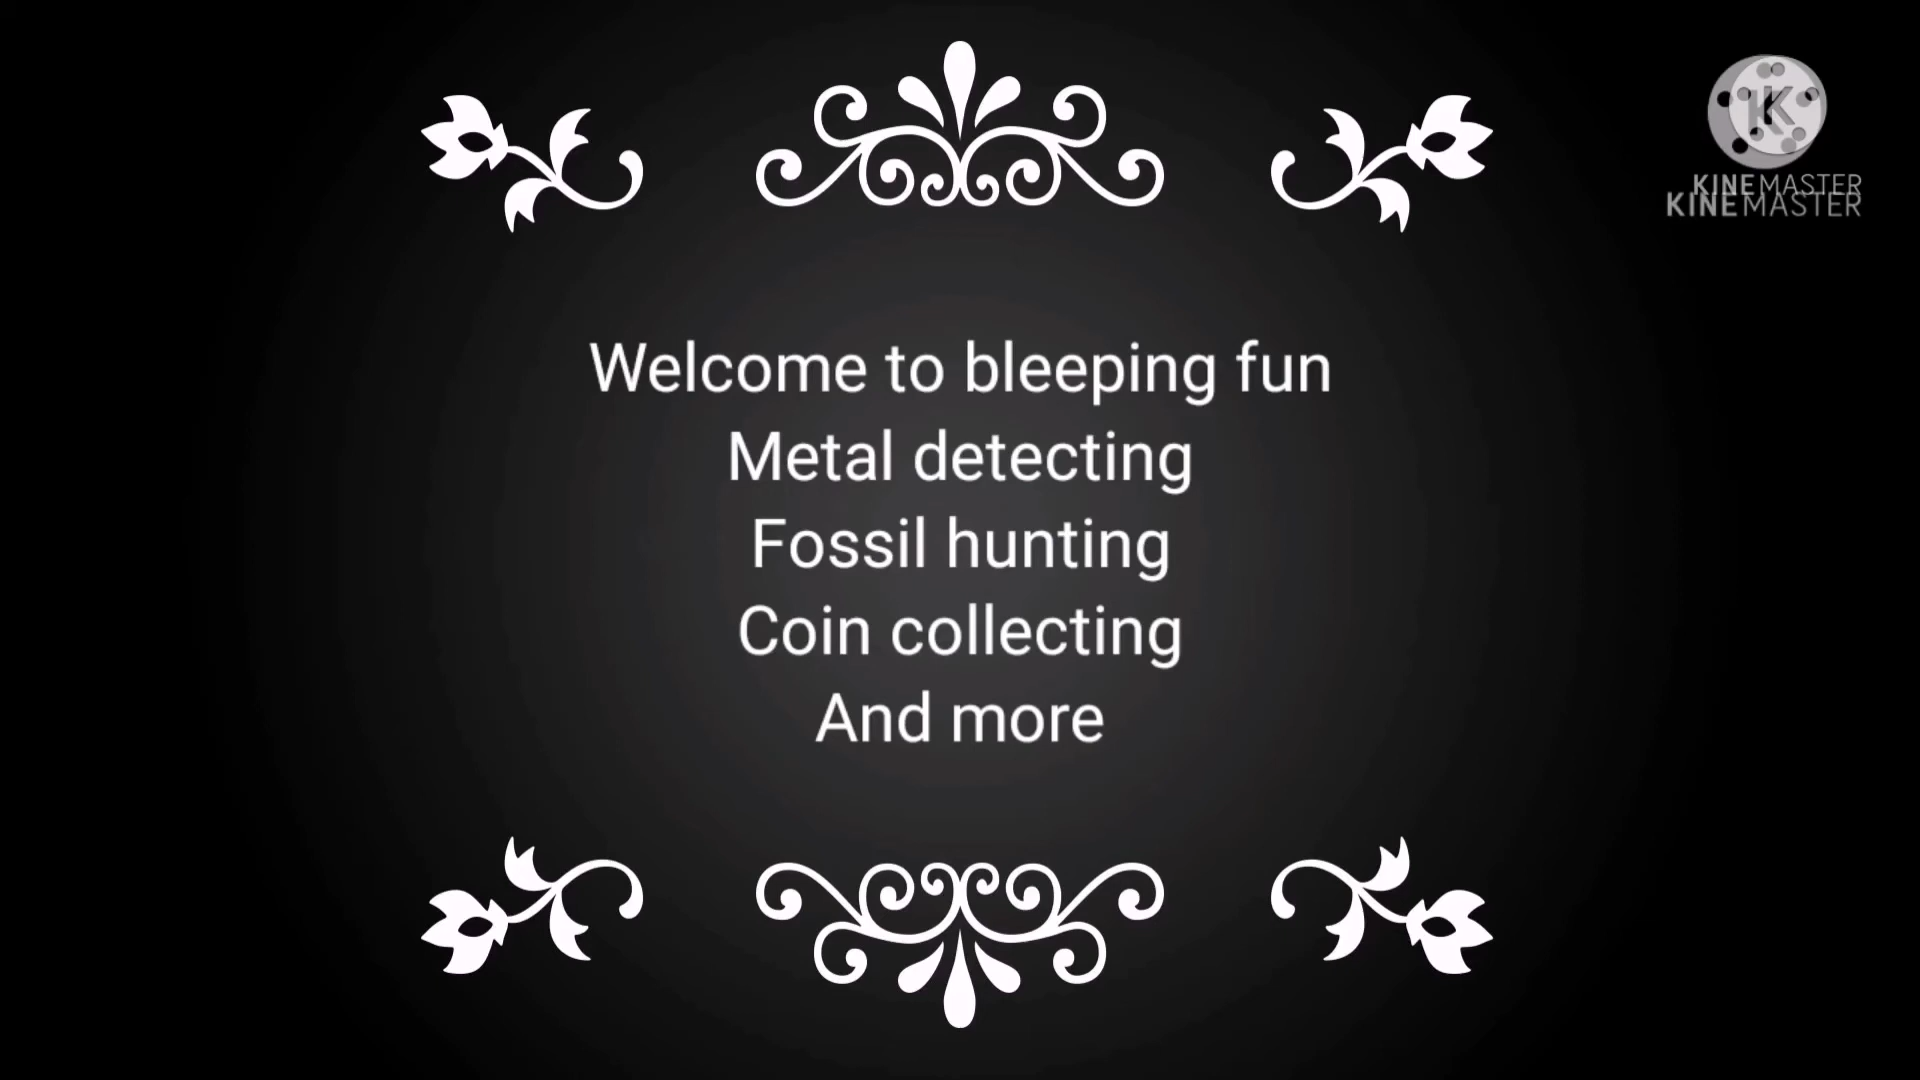 KINEMASTER
KINEMASTER
Welcome to bleeping fun
Metal detecting
Fossil hunting
Coin collecting
And more